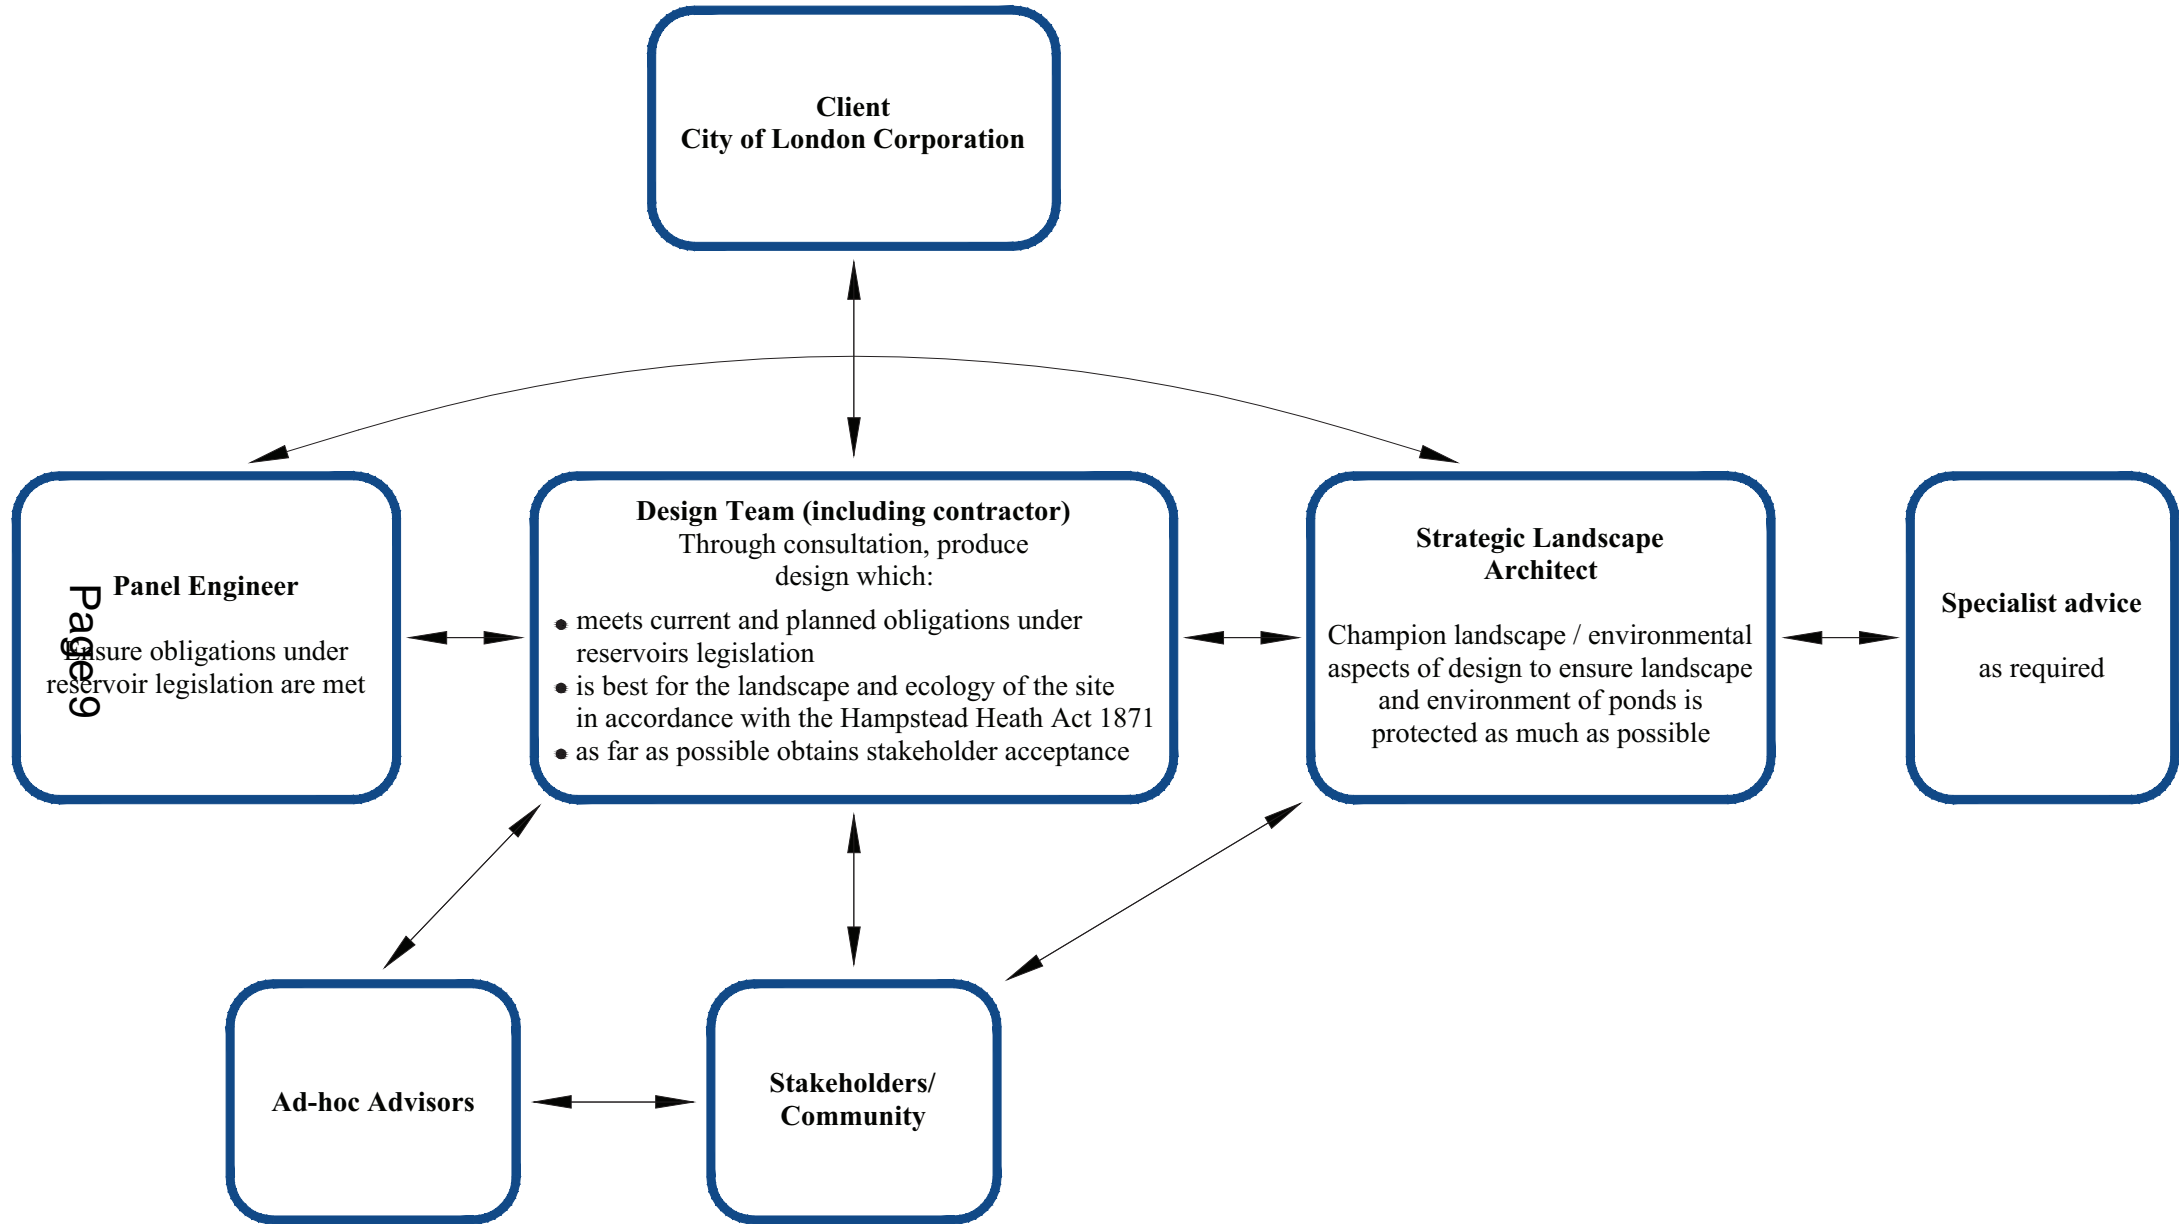 Client
City of London Corporation
Panel Engineer
Ensure obligations under
reservoir legislation are met
Page 9
Design Team (including contractor)
Through consultation, produce
design which:
● meets current and planned obligations under
reservoirs legislation
● is best for the landscape and ecology of the site
in accordance with the Hampstead Heath Act 1871
● as far as possible obtains stakeholder acceptance
Strategic Landscape
Architect
Champion landscape / environmental
aspects of design to ensure landscape
and environment of ponds is
protected as much as possible
Specialist advice
as required
Ad-hoc Advisors
Stakeholders/
Community